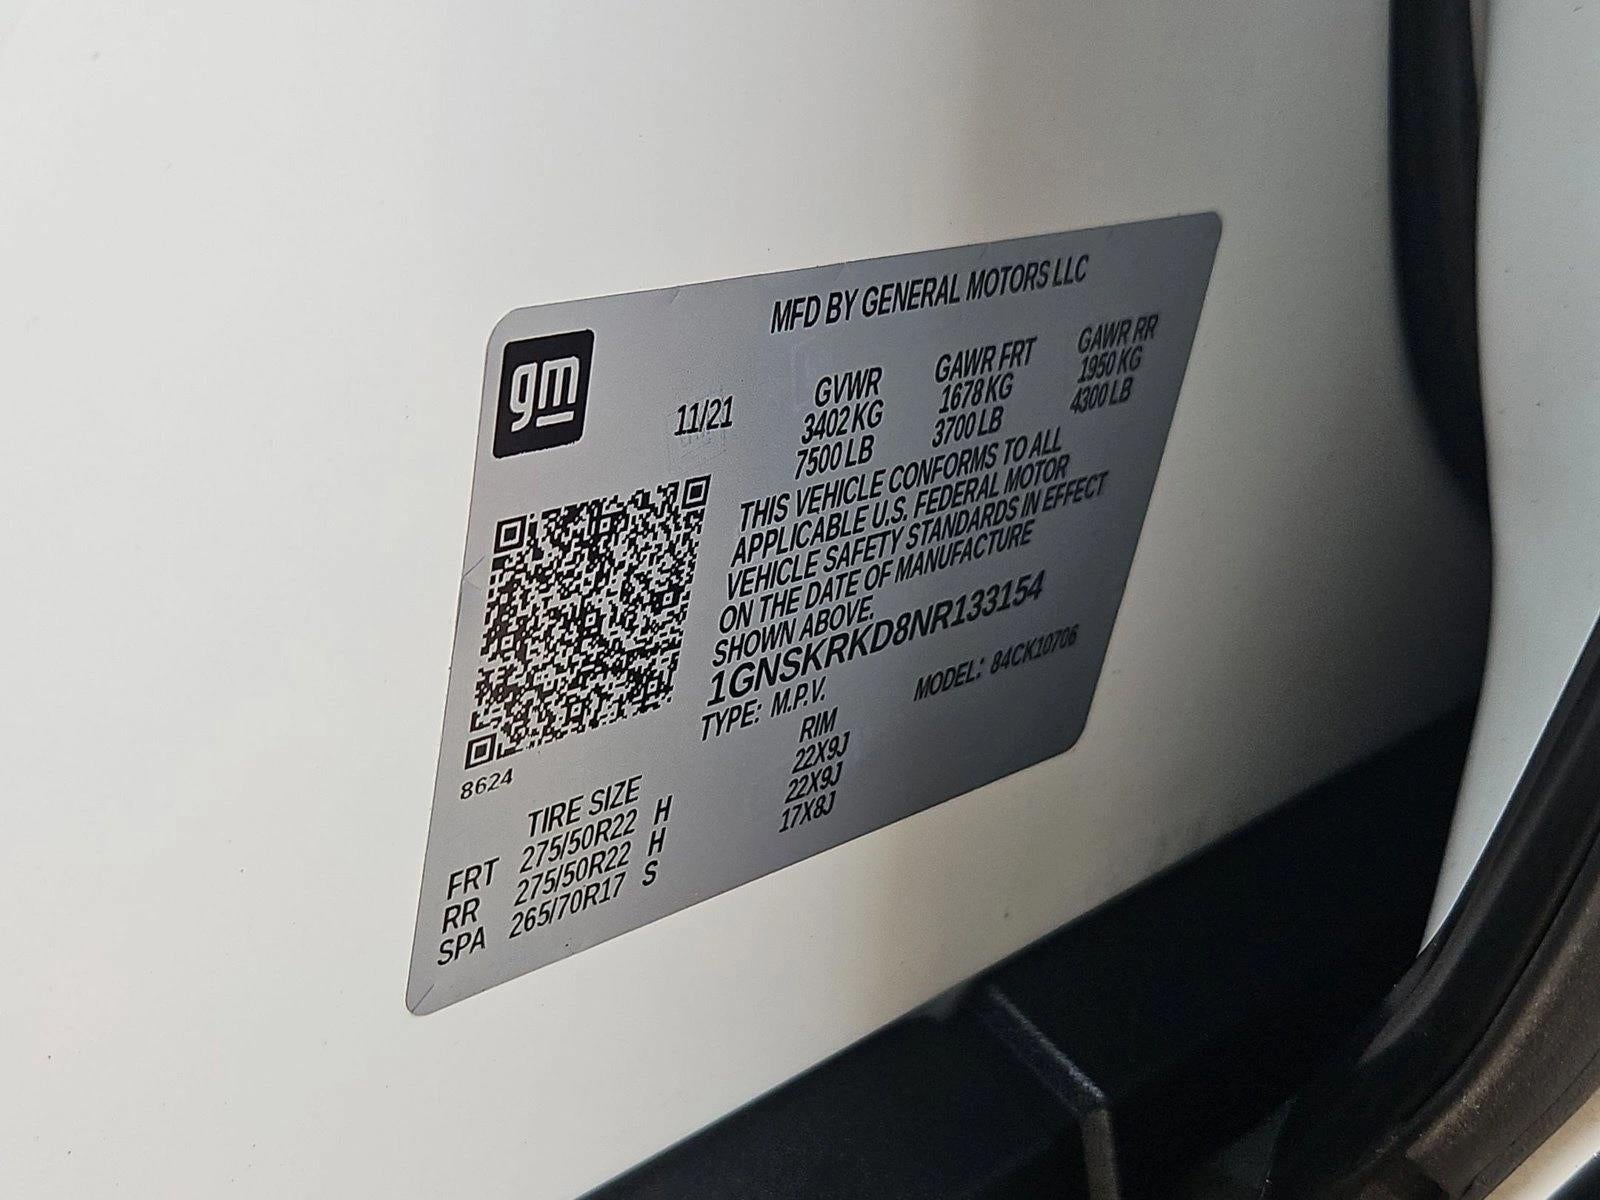 gm
MFD BY GENERAL MOTORS LLC
11/21 GVWR GAWR FRT GAWR RR
3402 KG 1678 KG 1950 KG
7500 LB 3700 LB 4300 LB
THIS VEHICLE CONFORMS TO ALL
APPLICABLE U.S. FEDERAL MOTOR
VEHICLE SAFETY STANDARDS IN EFFECT
ON THE DATE OF MANUFACTURE
SHOWN ABOVE.
1GNSKRKD8NR133154
TYPE: M.P.V. MODEL: 84CK10706
8624
TIRE SIZE RIM
FRT 275/50R22 H 22X9J
RR 275/50R22 H 22X9J
SPA 265/70R17 S 17X8J